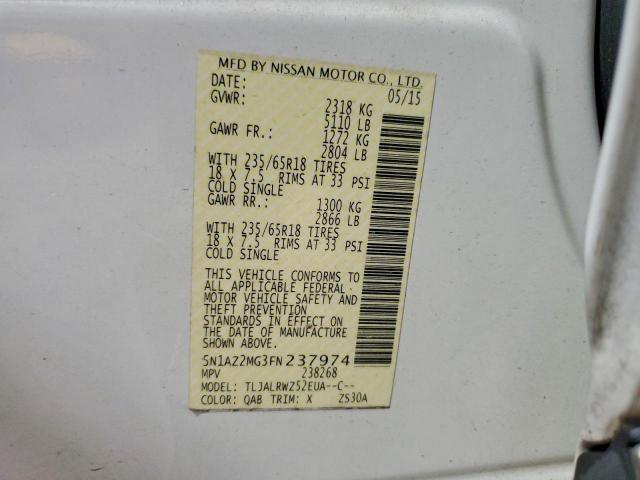 MFD BY NISSAN MOTOR CO., LTD.
DATE: 05/15
GVWR: 2318 KG
5110 LB
GAWR FR.: 1272 KG
2804 LB
WITH 235/65R18 TIRES
18 X 7.5 RIMS AT 33 PSI
COLD SINGLE
GAWR RR.: 1300 KG
2866 LB
WITH 235/65R18 TIRES
18 X 7.5 RIMS AT 33 PSI
COLD SINGLE
THIS VEHICLE CONFORMS TO
ALL APPLICABLE FEDERAL
MOTOR VEHICLE SAFETY AND
THEFT PREVENTION
STANDARDS IN EFFECT ON
THE DATE OF MANUFACTURE
SHOWN ABOVE.
5N1AZ2MG3FN237974
MPV 238268
MODEL: TLJALRWZ52EUA--C--
COLOR: QAB TRIM: X ZS30A